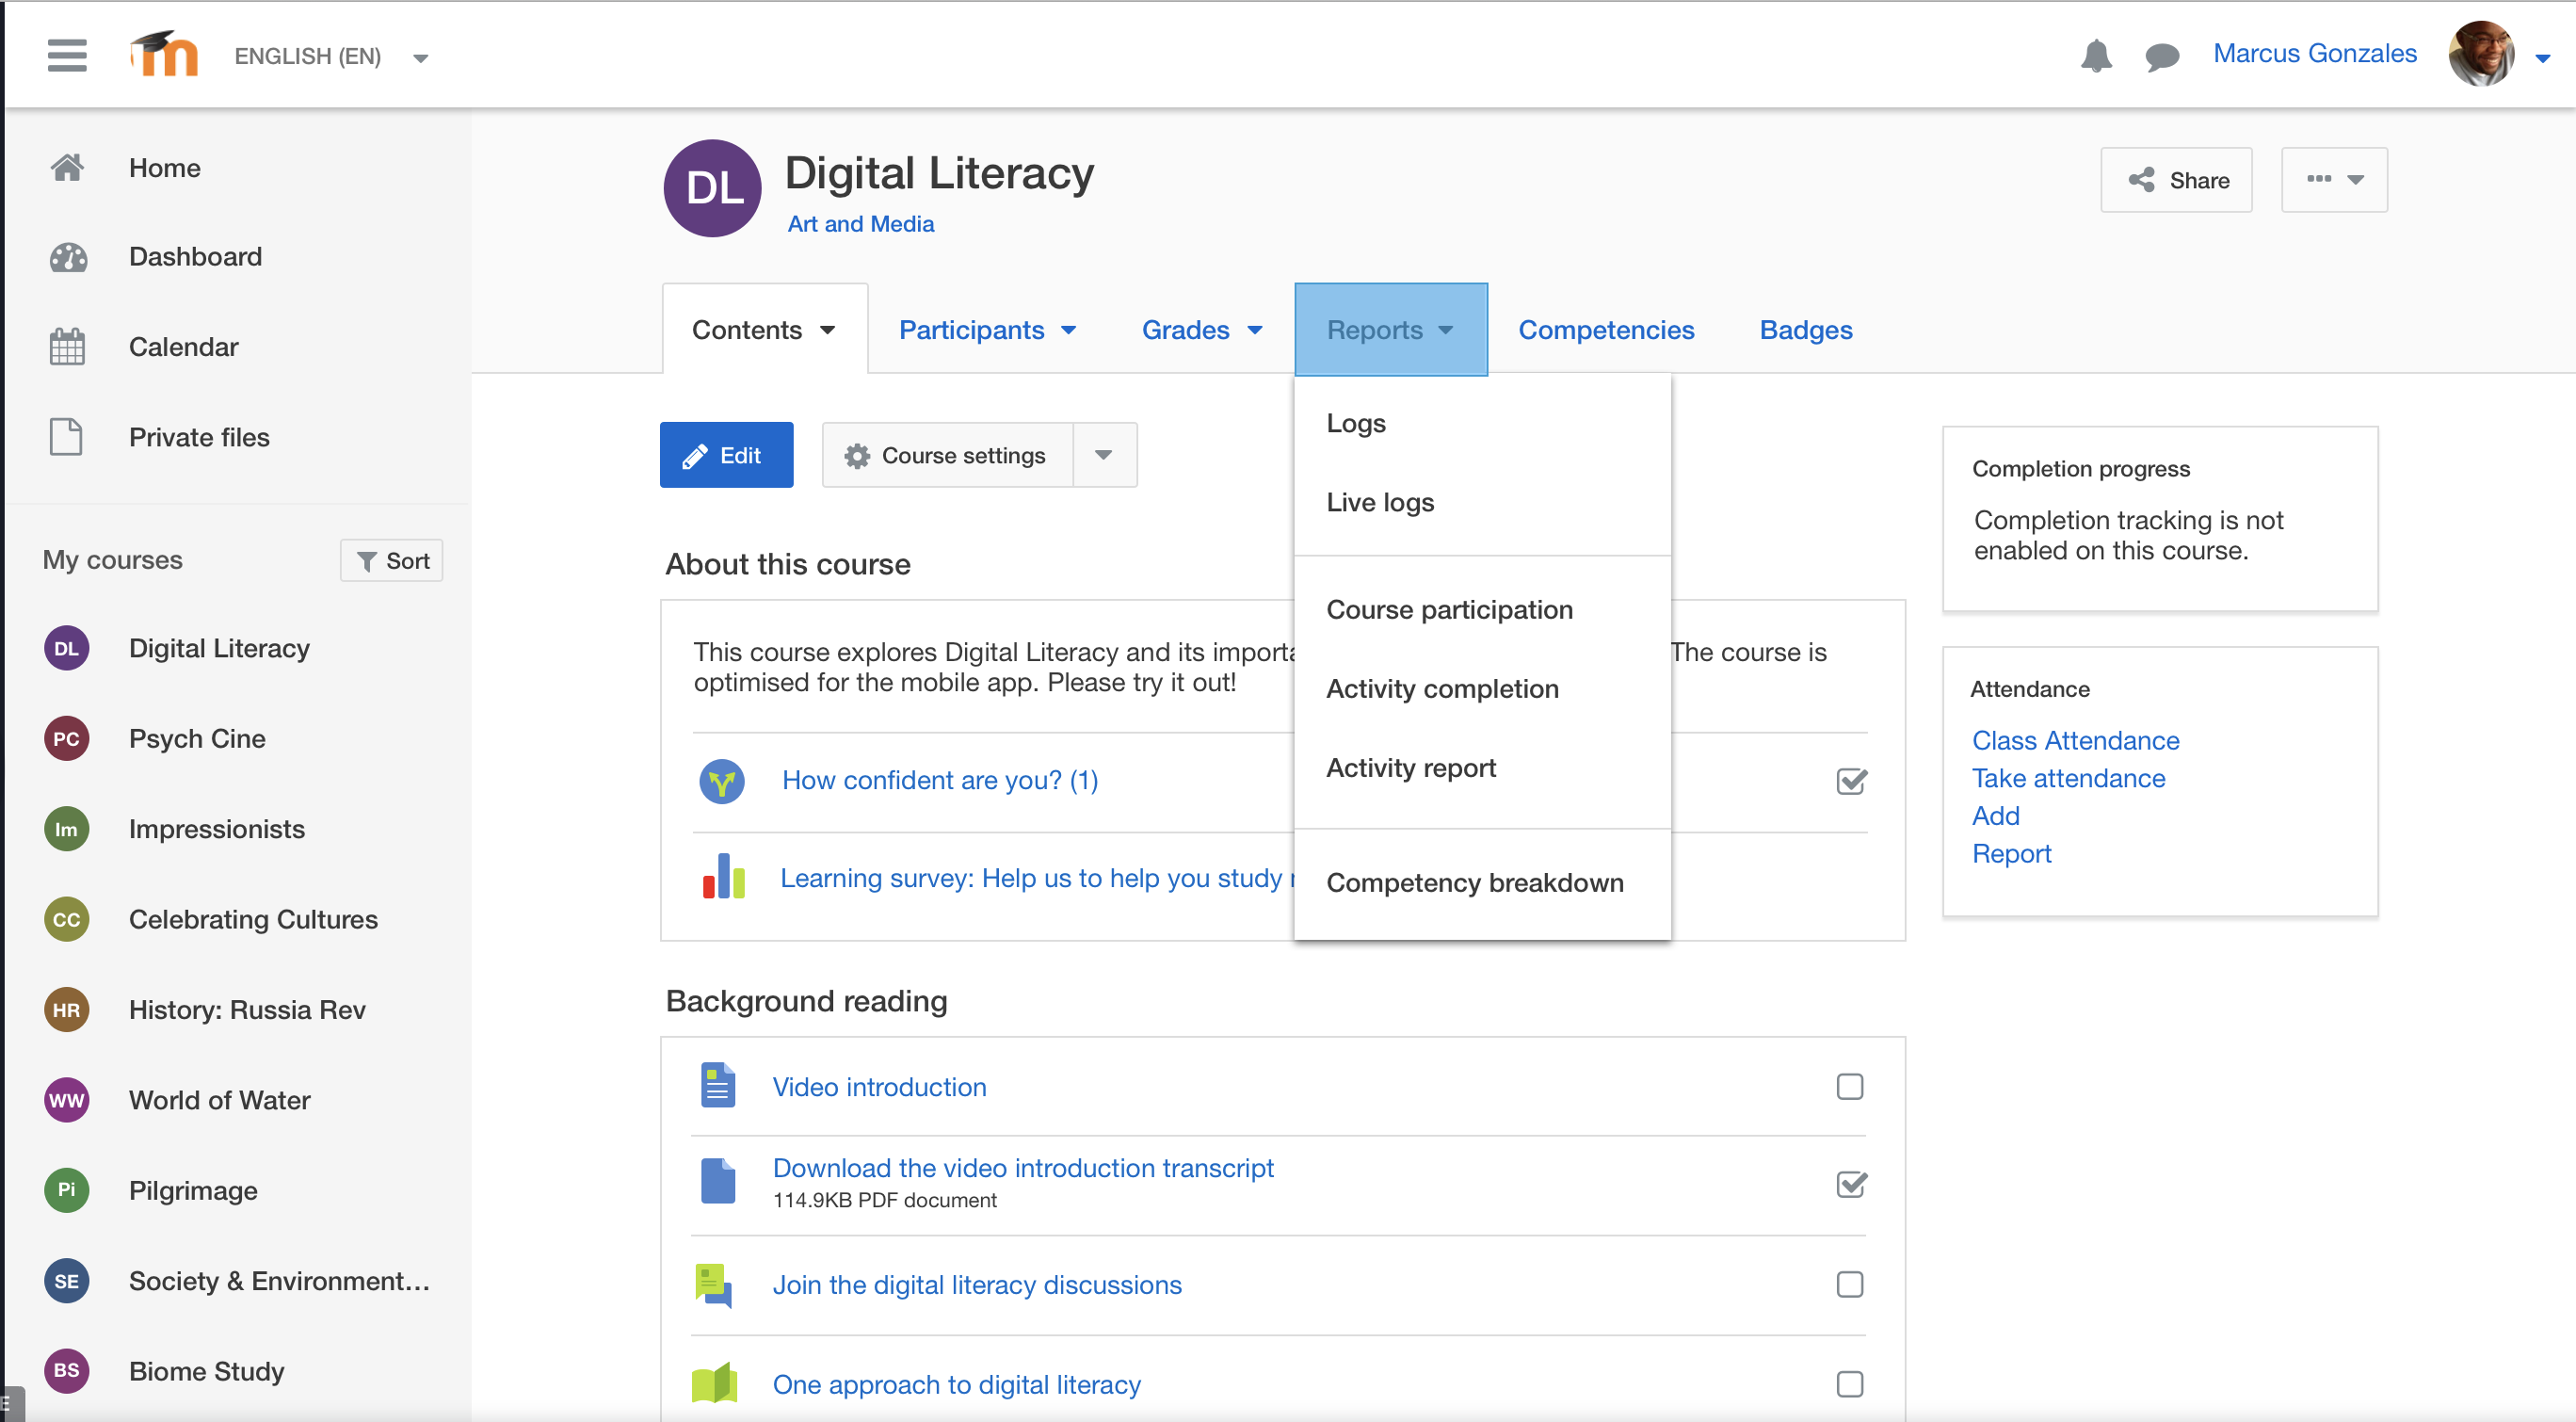 ENGLISH (EN)
Marcus Gonzales
Home
Dashboard
Calendar
Private files
My courses
Sort
DL
Digital Literacy
PC
Psych Cine
Im
Impressionists
CC
Celebrating Cultures
HR
History: Russia Rev
WW
World of Water
Pi
Pilgrimage
SE
Society & Environment...
BS
Biome Study
E
DL
Digital Literacy
Art and Media
Share
Contents
Participants
Grades
Reports
Competencies
Badges
Logs
Live logs
Course participation
Activity completion
Activity report
Competency breakdown
Edit
Course settings
About this course
This course explores Digital Literacy and its The course is
optimised for the mobile app. Please try it out!
How confident are you? (1)
Learning survey: Help us to help you study
Background reading
Video introduction
Download the video introduction transcript
114.9KB PDF document
Join the digital literacy discussions
One approach to digital literacy
Completion progress
Completion tracking is not
enabled on this course.
Attendance
Class Attendance
Take attendance
Add
Report